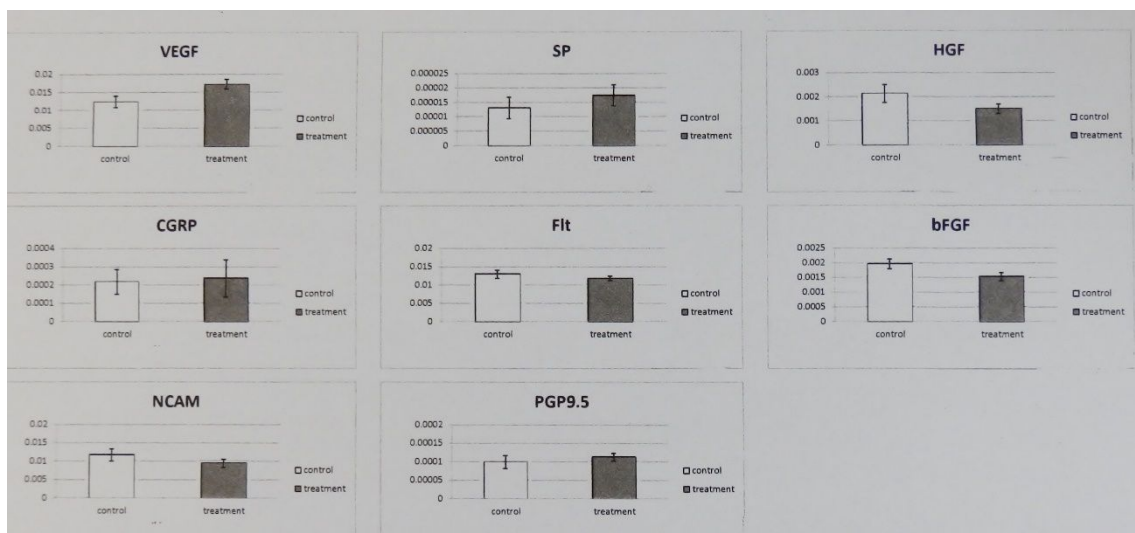 VEGF
0.02
0.015
0.01
0.005
0
control
treatment
control
treatment
SP
0.000025
0.00002
0.000015
0.00001
0.000005
0
control
treatment
control
treatment
HGF
0.003
0.002
0.001
0
control
treatment
control
treatment
CGRP
0.0004
0.0003
0.0002
0.0001
0
control
treatment
control
treatment
Flt
0.02
0.015
0.01
0.005
0
control
treatment
control
treatment
bFGF
0.0025
0.002
0.0015
0.001
0.0005
0
control
treatment
control
treatment
NCAM
0.02
0.015
0.01
0.005
0
control
treatment
control
treatment
PGP9.5
0.0002
0.00015
0.0001
0.00005
0
control
treatment
control
treatment